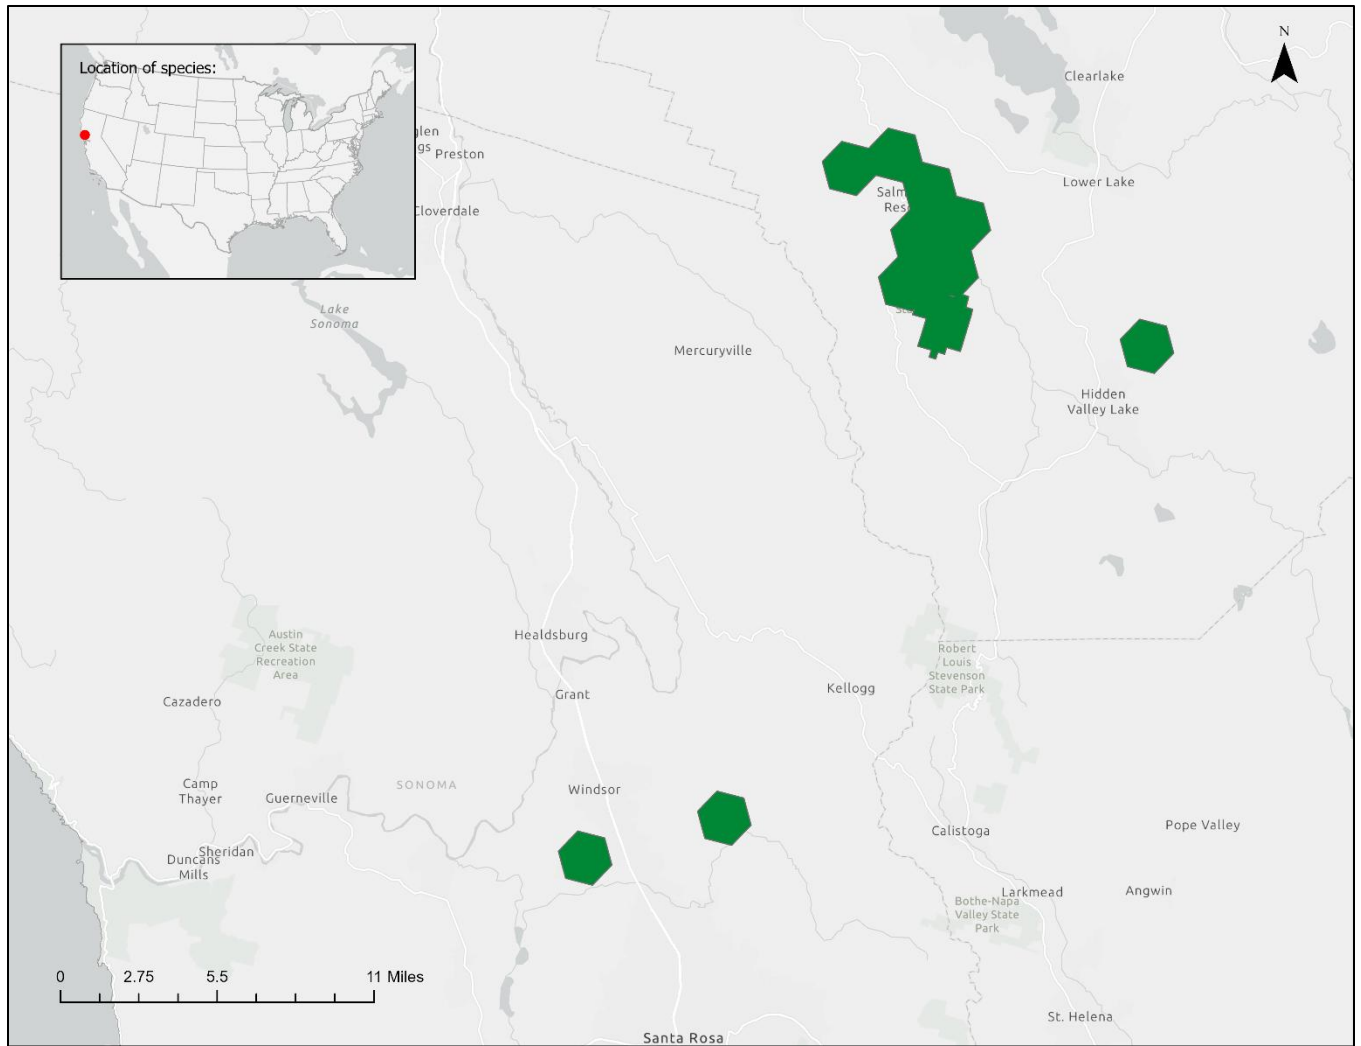 Location of species:
N
Clearlake
Preston
Lower Lake
Cloverdale
Lake
Sonoma
Mercuryville
Hidden
Valley Lake
Healdsburg
Austin
Creek State
Recreation
Area
Robert
Louis
Stevenson
State Park
Kellogg
Grant
Cazadero
SONOMA
Camp
Thayer
Guerneville
Windsor
Calistoga
Pope Valley
Sheridan
Duncans
Mills
Larkmead
Angwin
Bothe-Napa
Valley State
Park
0 2.75 5.5 11 Miles
St. Helena
Santa Rosa